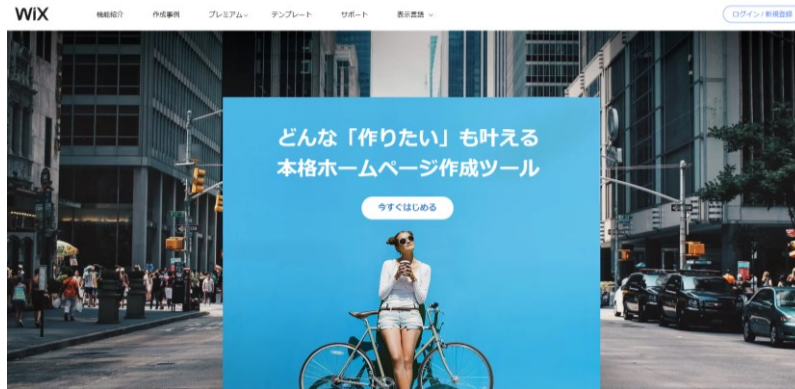 WiX
機能紹介
作成事例
プレミアム
テンプレート
サポート
表示言語
ログイン / 新規登録
どんな「作りたい」も叶える
本格ホームページ作成ツール
今すぐはじめる